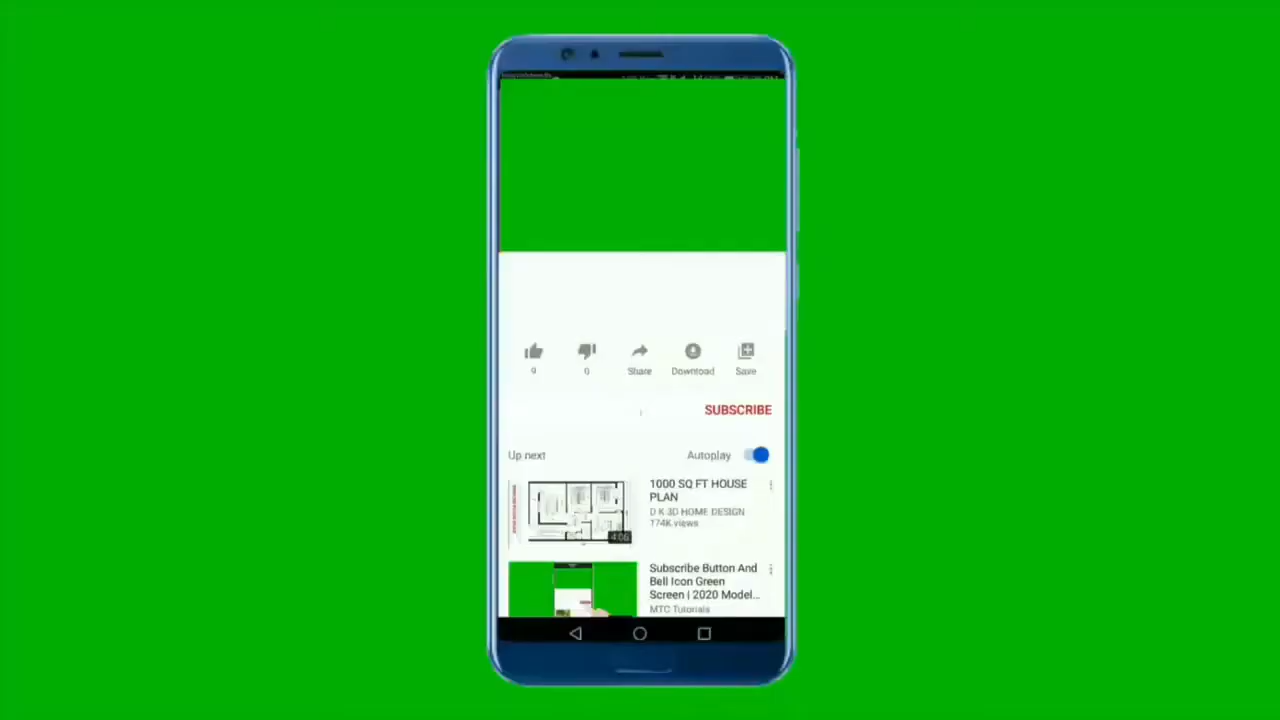 9
0
Share
Download
Save
SUBSCRIBE
Up next
Autoplay
1000 SQ FT HOUSE
PLAN
D K 3D HOME DESIGN
174K views
4:06
Subscribe Button And
Bell Icon Green
Screen | 2020 Model...
MTC Tutorials